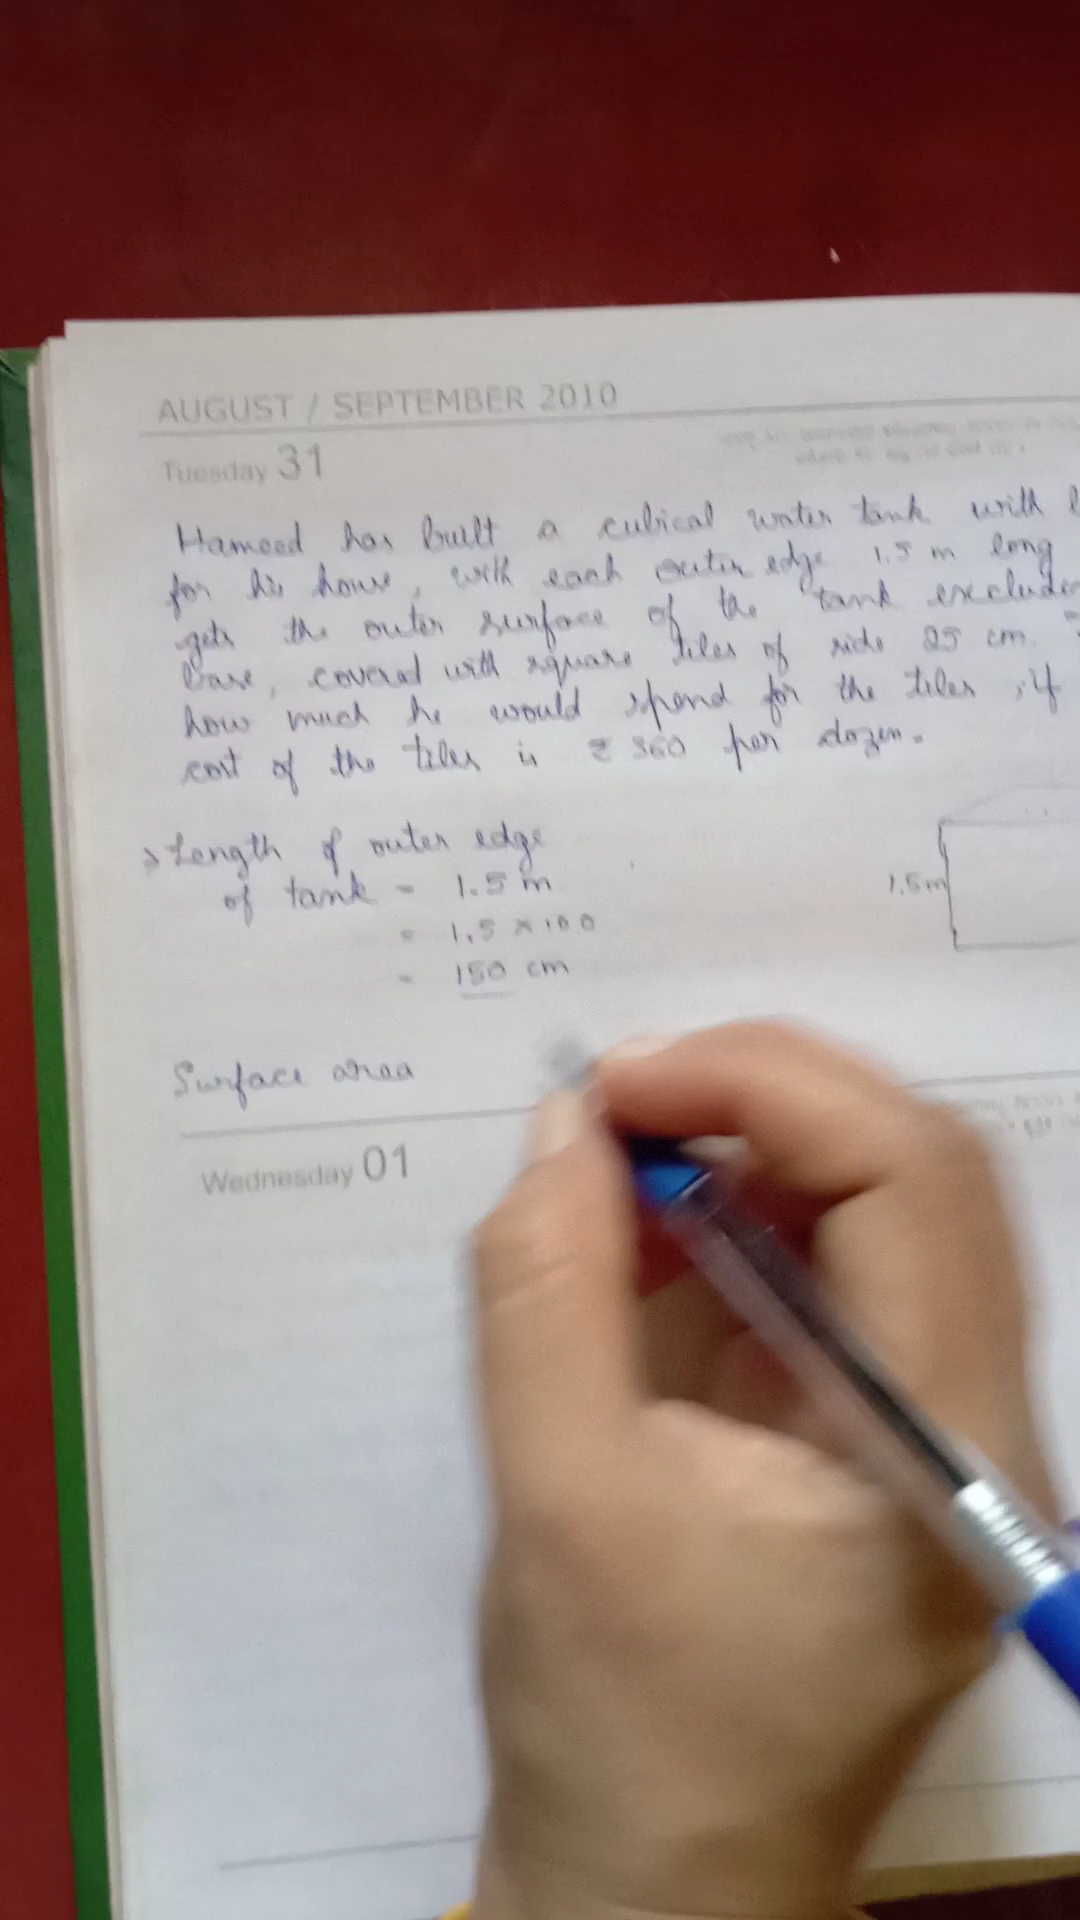 AUGUST / SEPTEMBER 2010
Tuesday 31
Hameed has built a cubical water tank with
for his house, with each outer edge 1.5 m long
gets the outer surface of the tank excludin
base, covered with square tiles of side 25 cm.
how much he would spend for the tiles, if
cost of the tiles is ₹ 360 per dozen.
> Length of outer edge
of tank = 1.5 m
= 1.5 × 100
= 150 cm
1.5m
Surface area
Wednesday 01